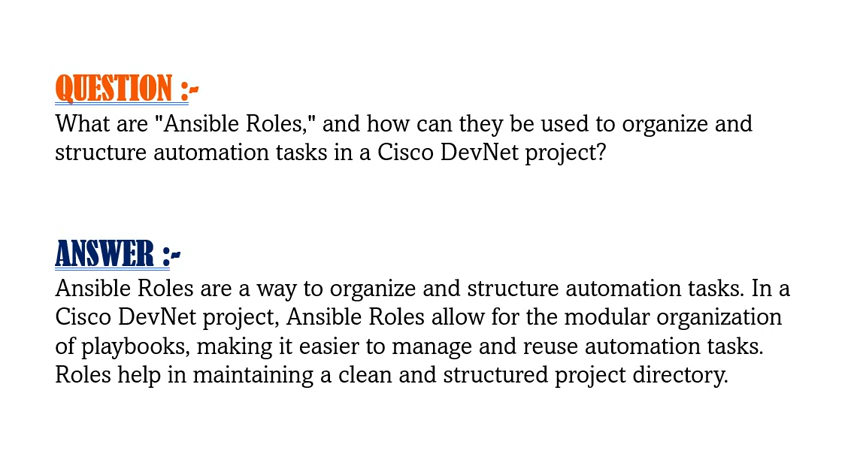 QUESTION :-
What are "Ansible Roles," and how can they be used to organize and
structure automation tasks in a Cisco DevNet project?
ANSWER :-
Ansible Roles are a way to organize and structure automation tasks. In a
Cisco DevNet project, Ansible Roles allow for the modular organization
of playbooks, making it easier to manage and reuse automation tasks.
Roles help in maintaining a clean and structured project directory.